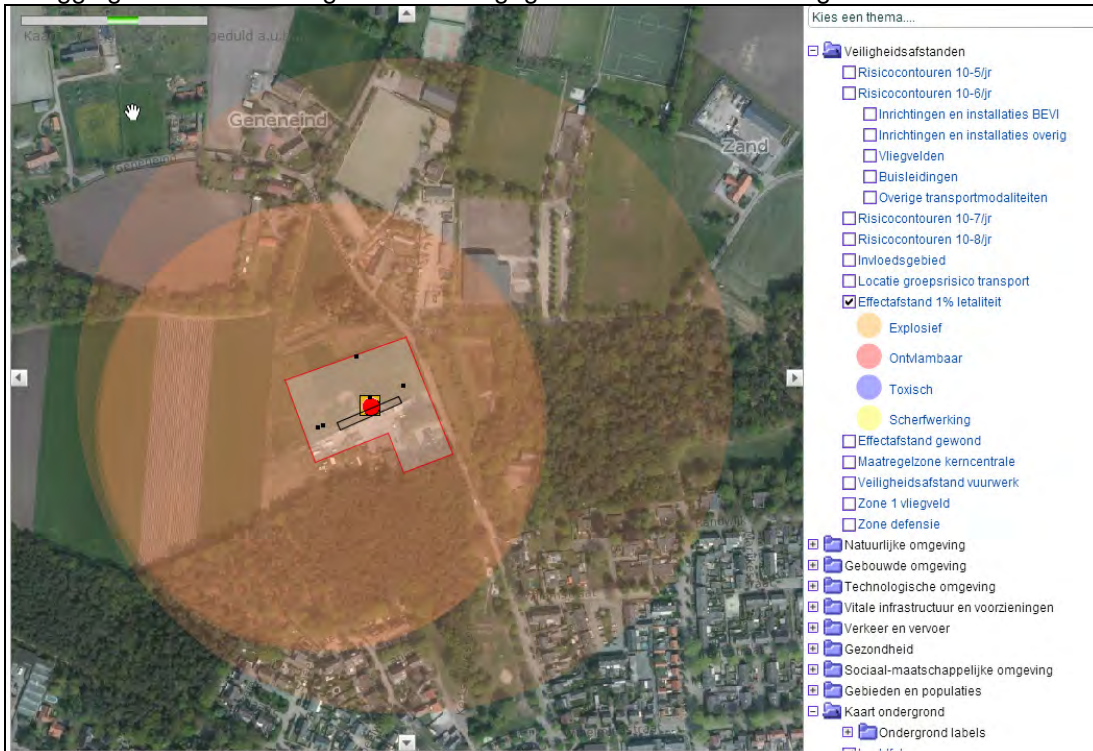 Kies een thema....
Veiligheidsafstanden
Risicocontouren 10-5/jr
Risicocontouren 10-6/jr
Inrichtingen en installaties BEVI
Inrichtingen en installaties overig
Vliegvelden
Buisleidingen
Overige transportmodaliteiten
Risicocontouren 10-7/jr
Risicocontouren 10-8/jr
Invloedsgebied
Locatie groepsrisico transport
Effectafstand 1% letaliteit
Explosief
Ontvlambaar
Toxisch
Scherfwerking
Effectafstand gewond
Maatregelzone kerncentrale
Veiligheidsafstand vuurwerk
Zone 1 vliegveld
Zone defensie
Natuurlijke omgeving
Gebouwde omgeving
Technologische omgeving
Vitale infrastructuur en voorzieningen
Verkeer en vervoer
Gezondheid
Sociaal-maatschappelijke omgeving
Gebieden en populaties
Kaart ondergrond
Ondergrond labels
geduld a.u.b.
Geneneind
Zand
Geneneind